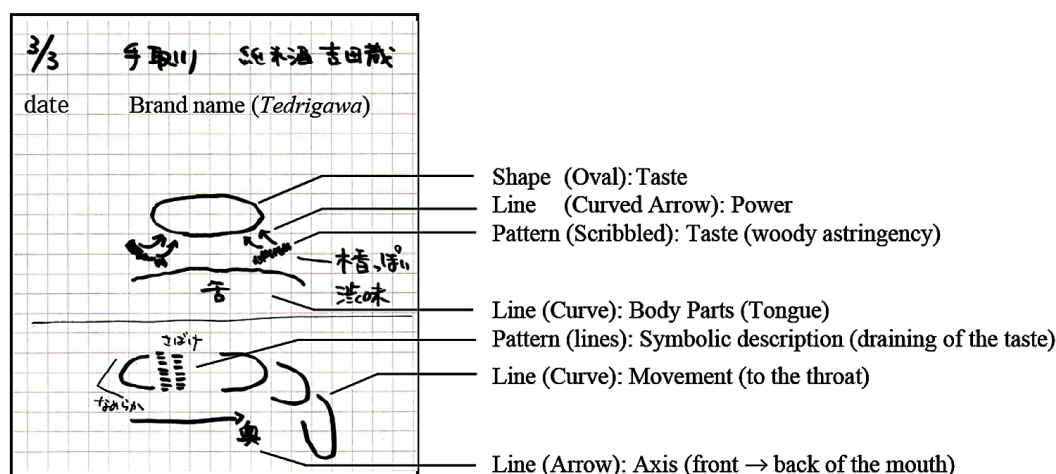 3/3 手取川 純米酒 吉田蔵
date Brand name (Tedrigawa)
Shape (Oval): Taste
Line (Curved Arrow): Power
Pattern (Scribbled): Taste (woody astringency)
木香っぽい
渋味
舌
Line (Curve): Body Parts (Tongue)
Pattern (lines): Symbolic description (draining of the taste)
さばけ
Line (Curve): Movement (to the throat)
なめらか
奥
Line (Arrow): Axis (front → back of the mouth)